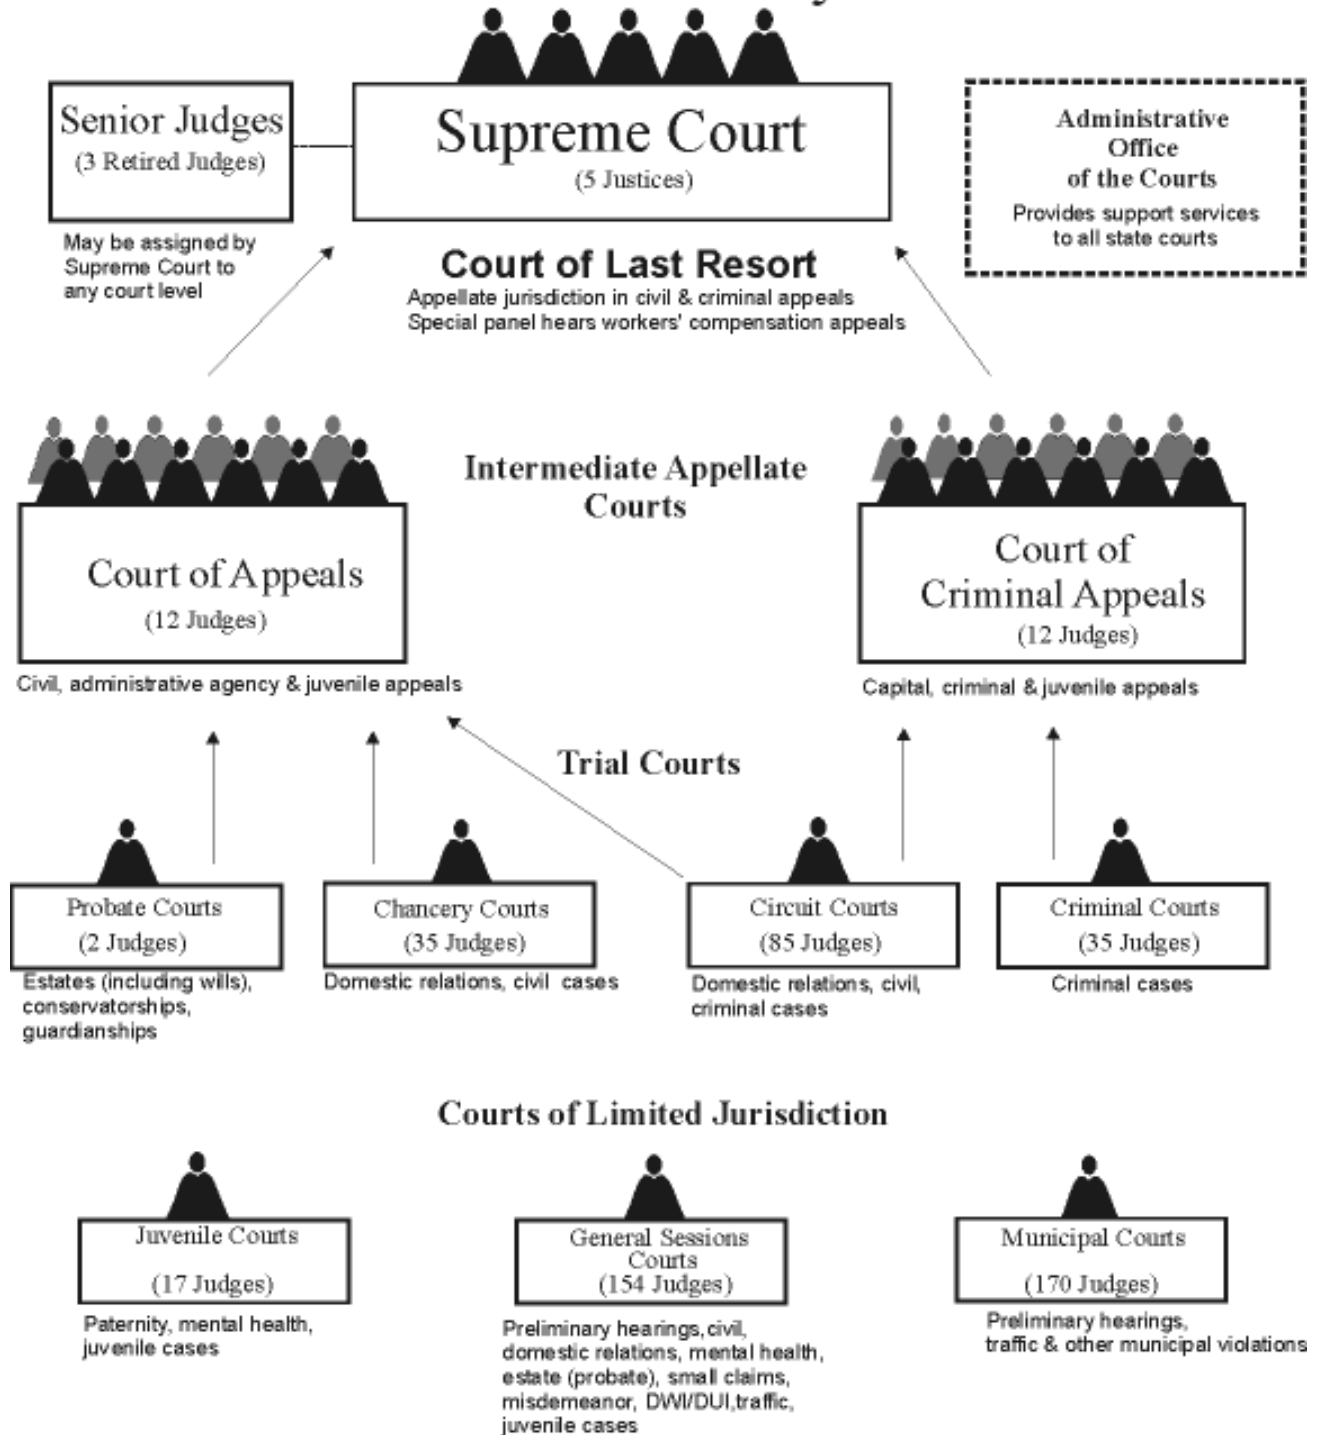 Senior Judges
(3 Retired Judges)
May be assigned by
Supreme Court to
any court level
Supreme Court
(5 Justices)
Court of Last Resort
Appellate jurisdiction in civil & criminal appeals
Special panel hears workers' compensation appeals
Administrative
Office
of the Courts
Provides support services
to all state courts
Intermediate Appellate
Courts
Court of Appeals
(12 Judges)
Civil, administrative agency & juvenile appeals
Court of
Criminal Appeals
(12 Judges)
Capital, criminal & juvenile appeals
Trial Courts
Probate Courts
(2 Judges)
Estates (including wills),
conservatorships,
guardianships
Chancery Courts
(35 Judges)
Domestic relations, civil cases
Circuit Courts
(85 Judges)
Domestic relations, civil,
criminal cases
Criminal Courts
(35 Judges)
Criminal cases
Courts of Limited Jurisdiction
Juvenile Courts
(17 Judges)
Paternity, mental health,
juvenile cases
General Sessions
Courts
(154 Judges)
Preliminary hearings, civil,
domestic relations, mental health,
estate (probate), small claims,
misdemeanor, DWI/DUI,traffic,
juvenile cases
Municipal Courts
(170 Judges)
Preliminary hearings,
traffic & other municipal violations